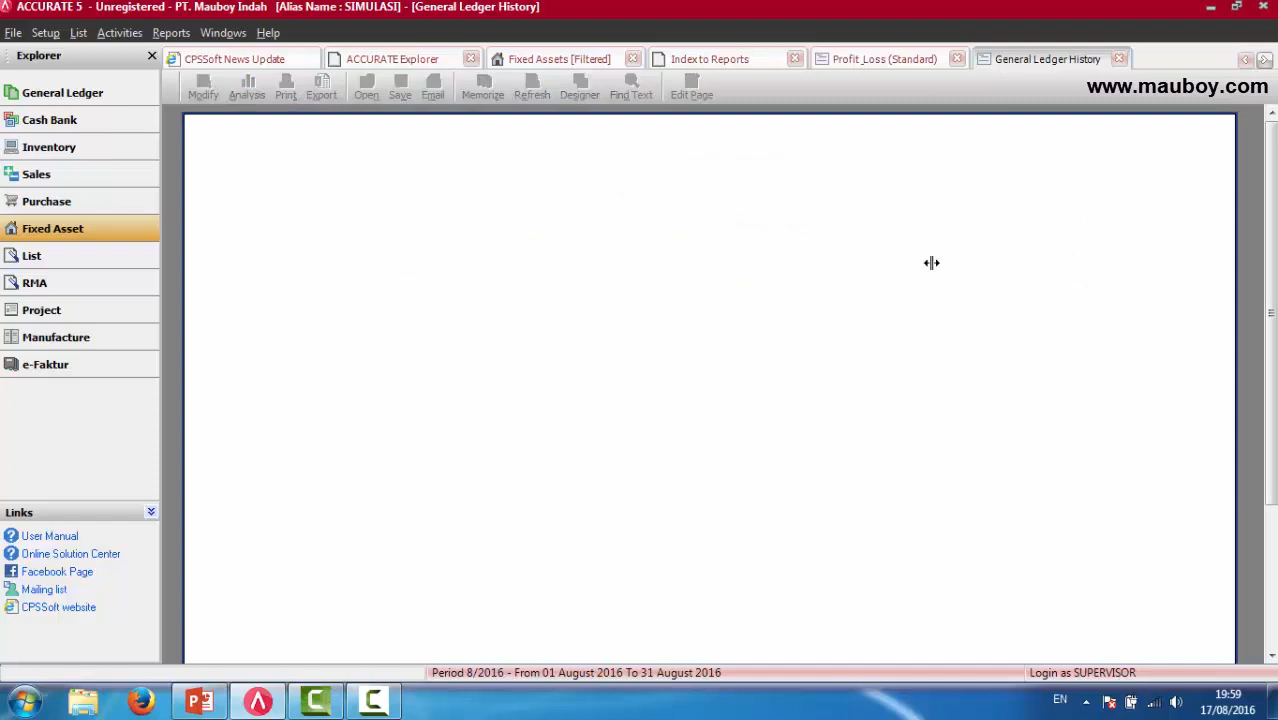 ACCURATE 5 - Unregistered - PT. Mauboy Indah [Alias Name : SIMULASI] - [General Ledger History]
File Setup List Activities Reports Windows Help
Explorer
CPSSoft News Update ACCURATE Explorer Fixed Assets [Filtered] Index to Reports Profit_Loss (Standard) General Ledger History
Modify Analysis Print Export Open Save Email Memorize Refresh Designer Find Text Edit Page
www.mauboy.com
General Ledger
Cash Bank
Inventory
Sales
Purchase
Fixed Asset
List
RMA
Project
Manufacture
e-Faktur
Links
User Manual
Online Solution Center
Facebook Page
Mailing list
CPSSoft website
Period 8/2016 - From 01 August 2016 To 31 August 2016
Login as SUPERVISOR
EN
19:59
17/08/2016